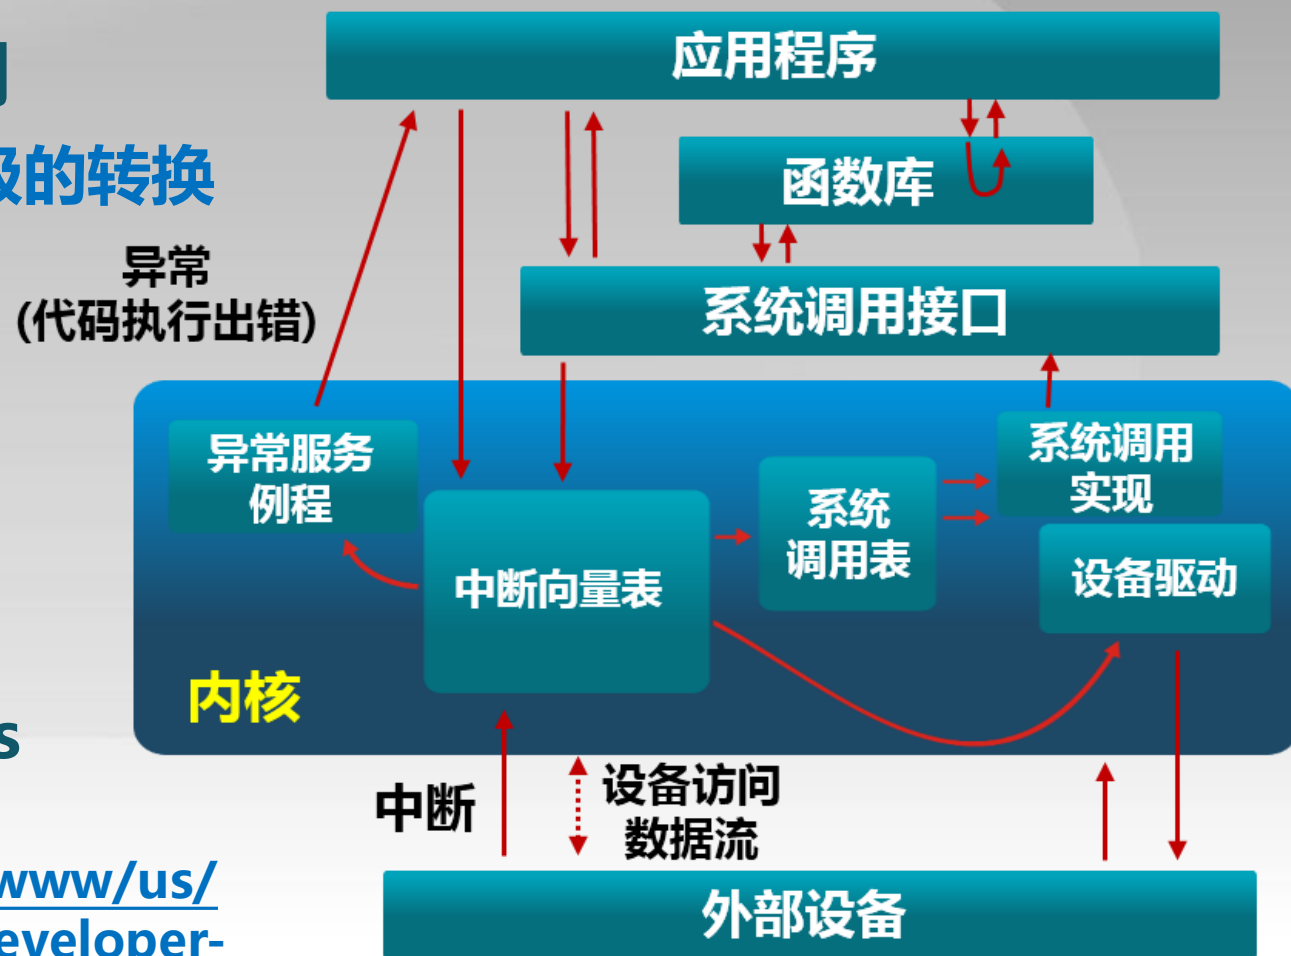 应用程序
级的转换
函数库
异常
(代码执行出错)
系统调用接口
异常服务
例程
系统调用
实现
系统
调用表
中断向量表
设备驱动
内核
s
中断
设备访问
数据流
www/us/
eveloper-
外部设备